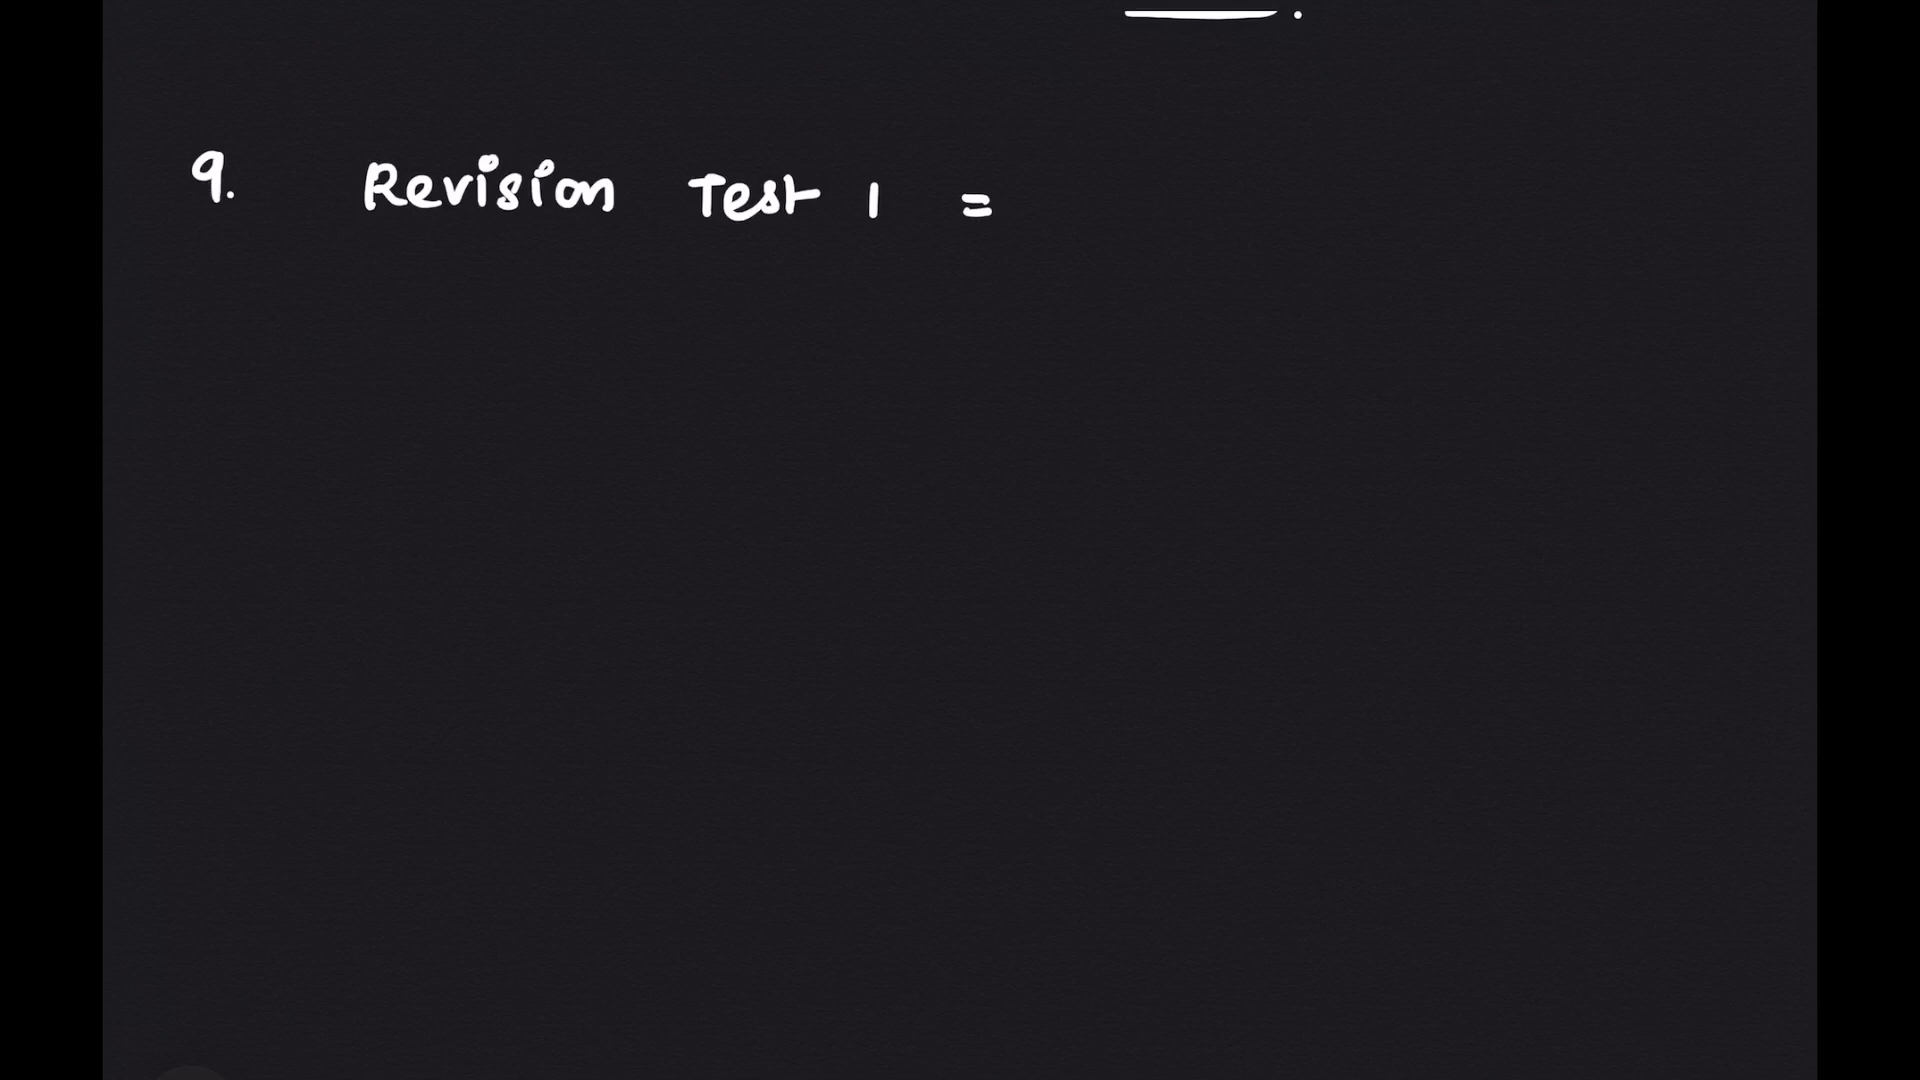 9. Revision Test 1 =